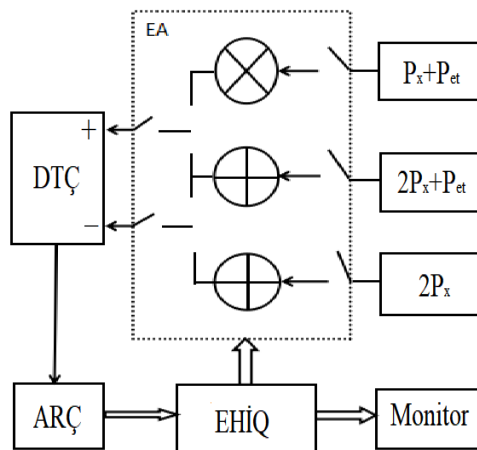 EA
Pₓ+Pₑₜ
+
DTÇ
2Pₓ+Pₑₜ
−
2Pₓ
ARÇ
EHİQ
Monitor